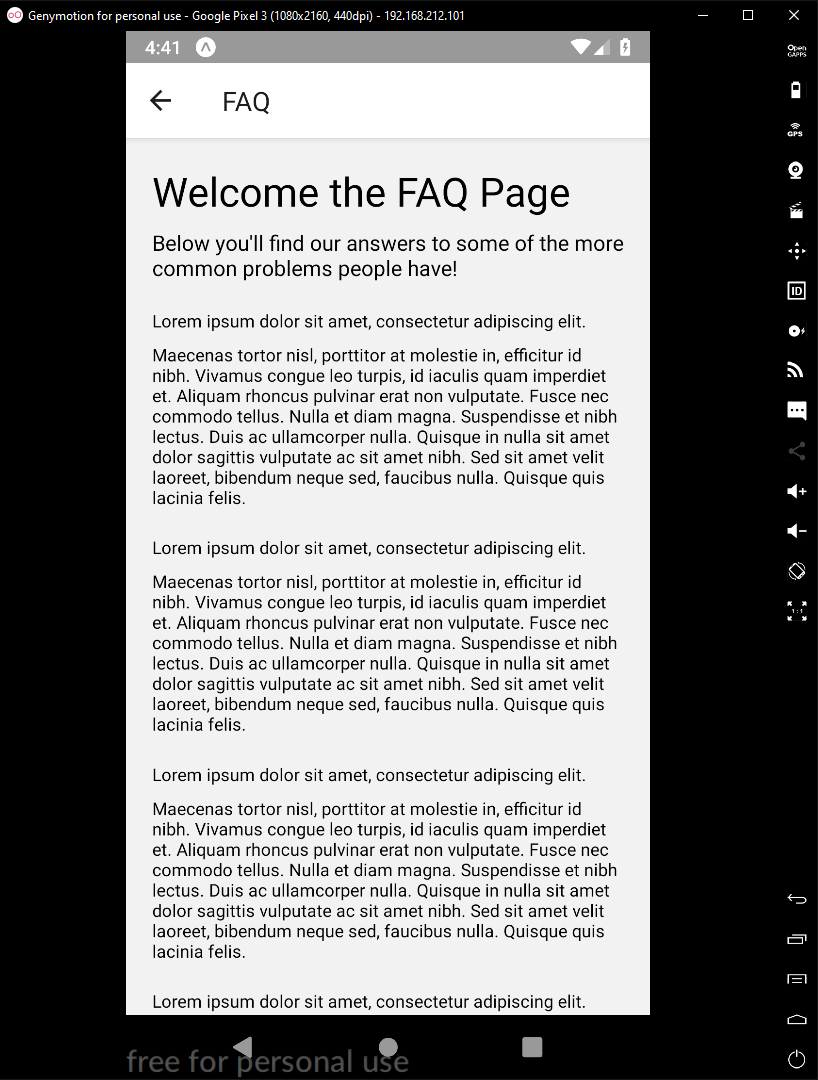 Genymotion for personal use - Google Pixel 3 (1080x2160, 440dpi) - 192.168.212.101
4:41
Open
GAPPS
FAQ
GPS
Welcome the FAQ Page
Below you'll find our answers to some of the more
common problems people have!
ID
Lorem ipsum dolor sit amet, consectetur adipiscing elit.
Maecenas tortor nisl, porttitor at molestie in, efficitur id
nibh. Vivamus congue leo turpis, id iaculis quam imperdiet
et. Aliquam rhoncus pulvinar erat non vulputate. Fusce nec
commodo tellus. Nulla et diam magna. Suspendisse et nibh
lectus. Duis ac ullamcorper nulla. Quisque in nulla sit amet
dolor sagittis vulputate ac sit amet nibh. Sed sit amet velit
laoreet, bibendum neque sed, faucibus nulla. Quisque quis
lacinia felis.
Lorem ipsum dolor sit amet, consectetur adipiscing elit.
Maecenas tortor nisl, porttitor at molestie in, efficitur id
nibh. Vivamus congue leo turpis, id iaculis quam imperdiet
et. Aliquam rhoncus pulvinar erat non vulputate. Fusce nec
commodo tellus. Nulla et diam magna. Suspendisse et nibh
lectus. Duis ac ullamcorper nulla. Quisque in nulla sit amet
dolor sagittis vulputate ac sit amet nibh. Sed sit amet velit
laoreet, bibendum neque sed, faucibus nulla. Quisque quis
lacinia felis.
1:1
Lorem ipsum dolor sit amet, consectetur adipiscing elit.
Maecenas tortor nisl, porttitor at molestie in, efficitur id
nibh. Vivamus congue leo turpis, id iaculis quam imperdiet
et. Aliquam rhoncus pulvinar erat non vulputate. Fusce nec
commodo tellus. Nulla et diam magna. Suspendisse et nibh
lectus. Duis ac ullamcorper nulla. Quisque in nulla sit amet
dolor sagittis vulputate ac sit amet nibh. Sed sit amet velit
laoreet, bibendum neque sed, faucibus nulla. Quisque quis
lacinia felis.
Lorem ipsum dolor sit amet, consectetur adipiscing elit.
free for personal use